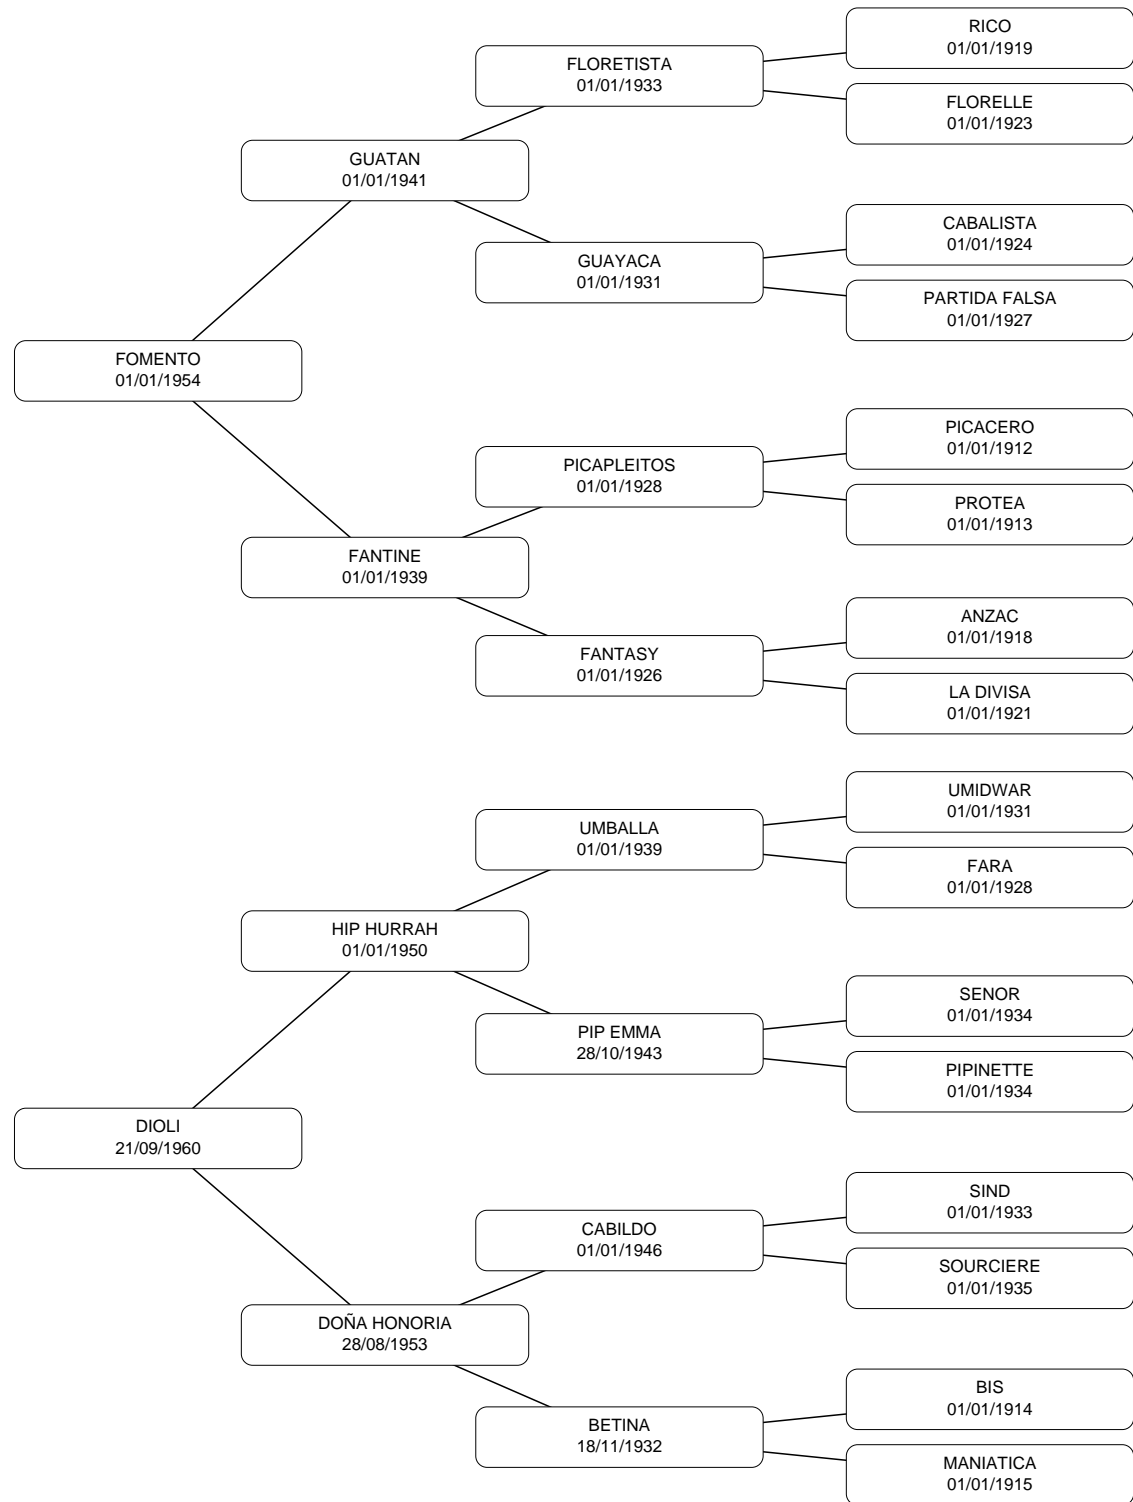 RICO
01/01/1919
FLORETISTA
01/01/1933
FLORELLE
01/01/1923
GUATAN
01/01/1941
CABALISTA
01/01/1924
GUAYACA
01/01/1931
PARTIDA FALSA
01/01/1927
FOMENTO
01/01/1954
PICACERO
01/01/1912
PICAPLEITOS
01/01/1928
PROTEA
01/01/1913
FANTINE
01/01/1939
ANZAC
01/01/1918
FANTASY
01/01/1926
LA DIVISA
01/01/1921
UMIDWAR
01/01/1931
UMBALLA
01/01/1939
FARA
01/01/1928
HIP HURRAH
01/01/1950
SENOR
01/01/1934
PIP EMMA
28/10/1943
PIPINETTE
01/01/1934
DIOLI
21/09/1960
SIND
01/01/1933
CABILDO
01/01/1946
SOURCIERE
01/01/1935
DOÑA HONORIA
28/08/1953
BIS
01/01/1914
BETINA
18/11/1932
MANIATICA
01/01/1915